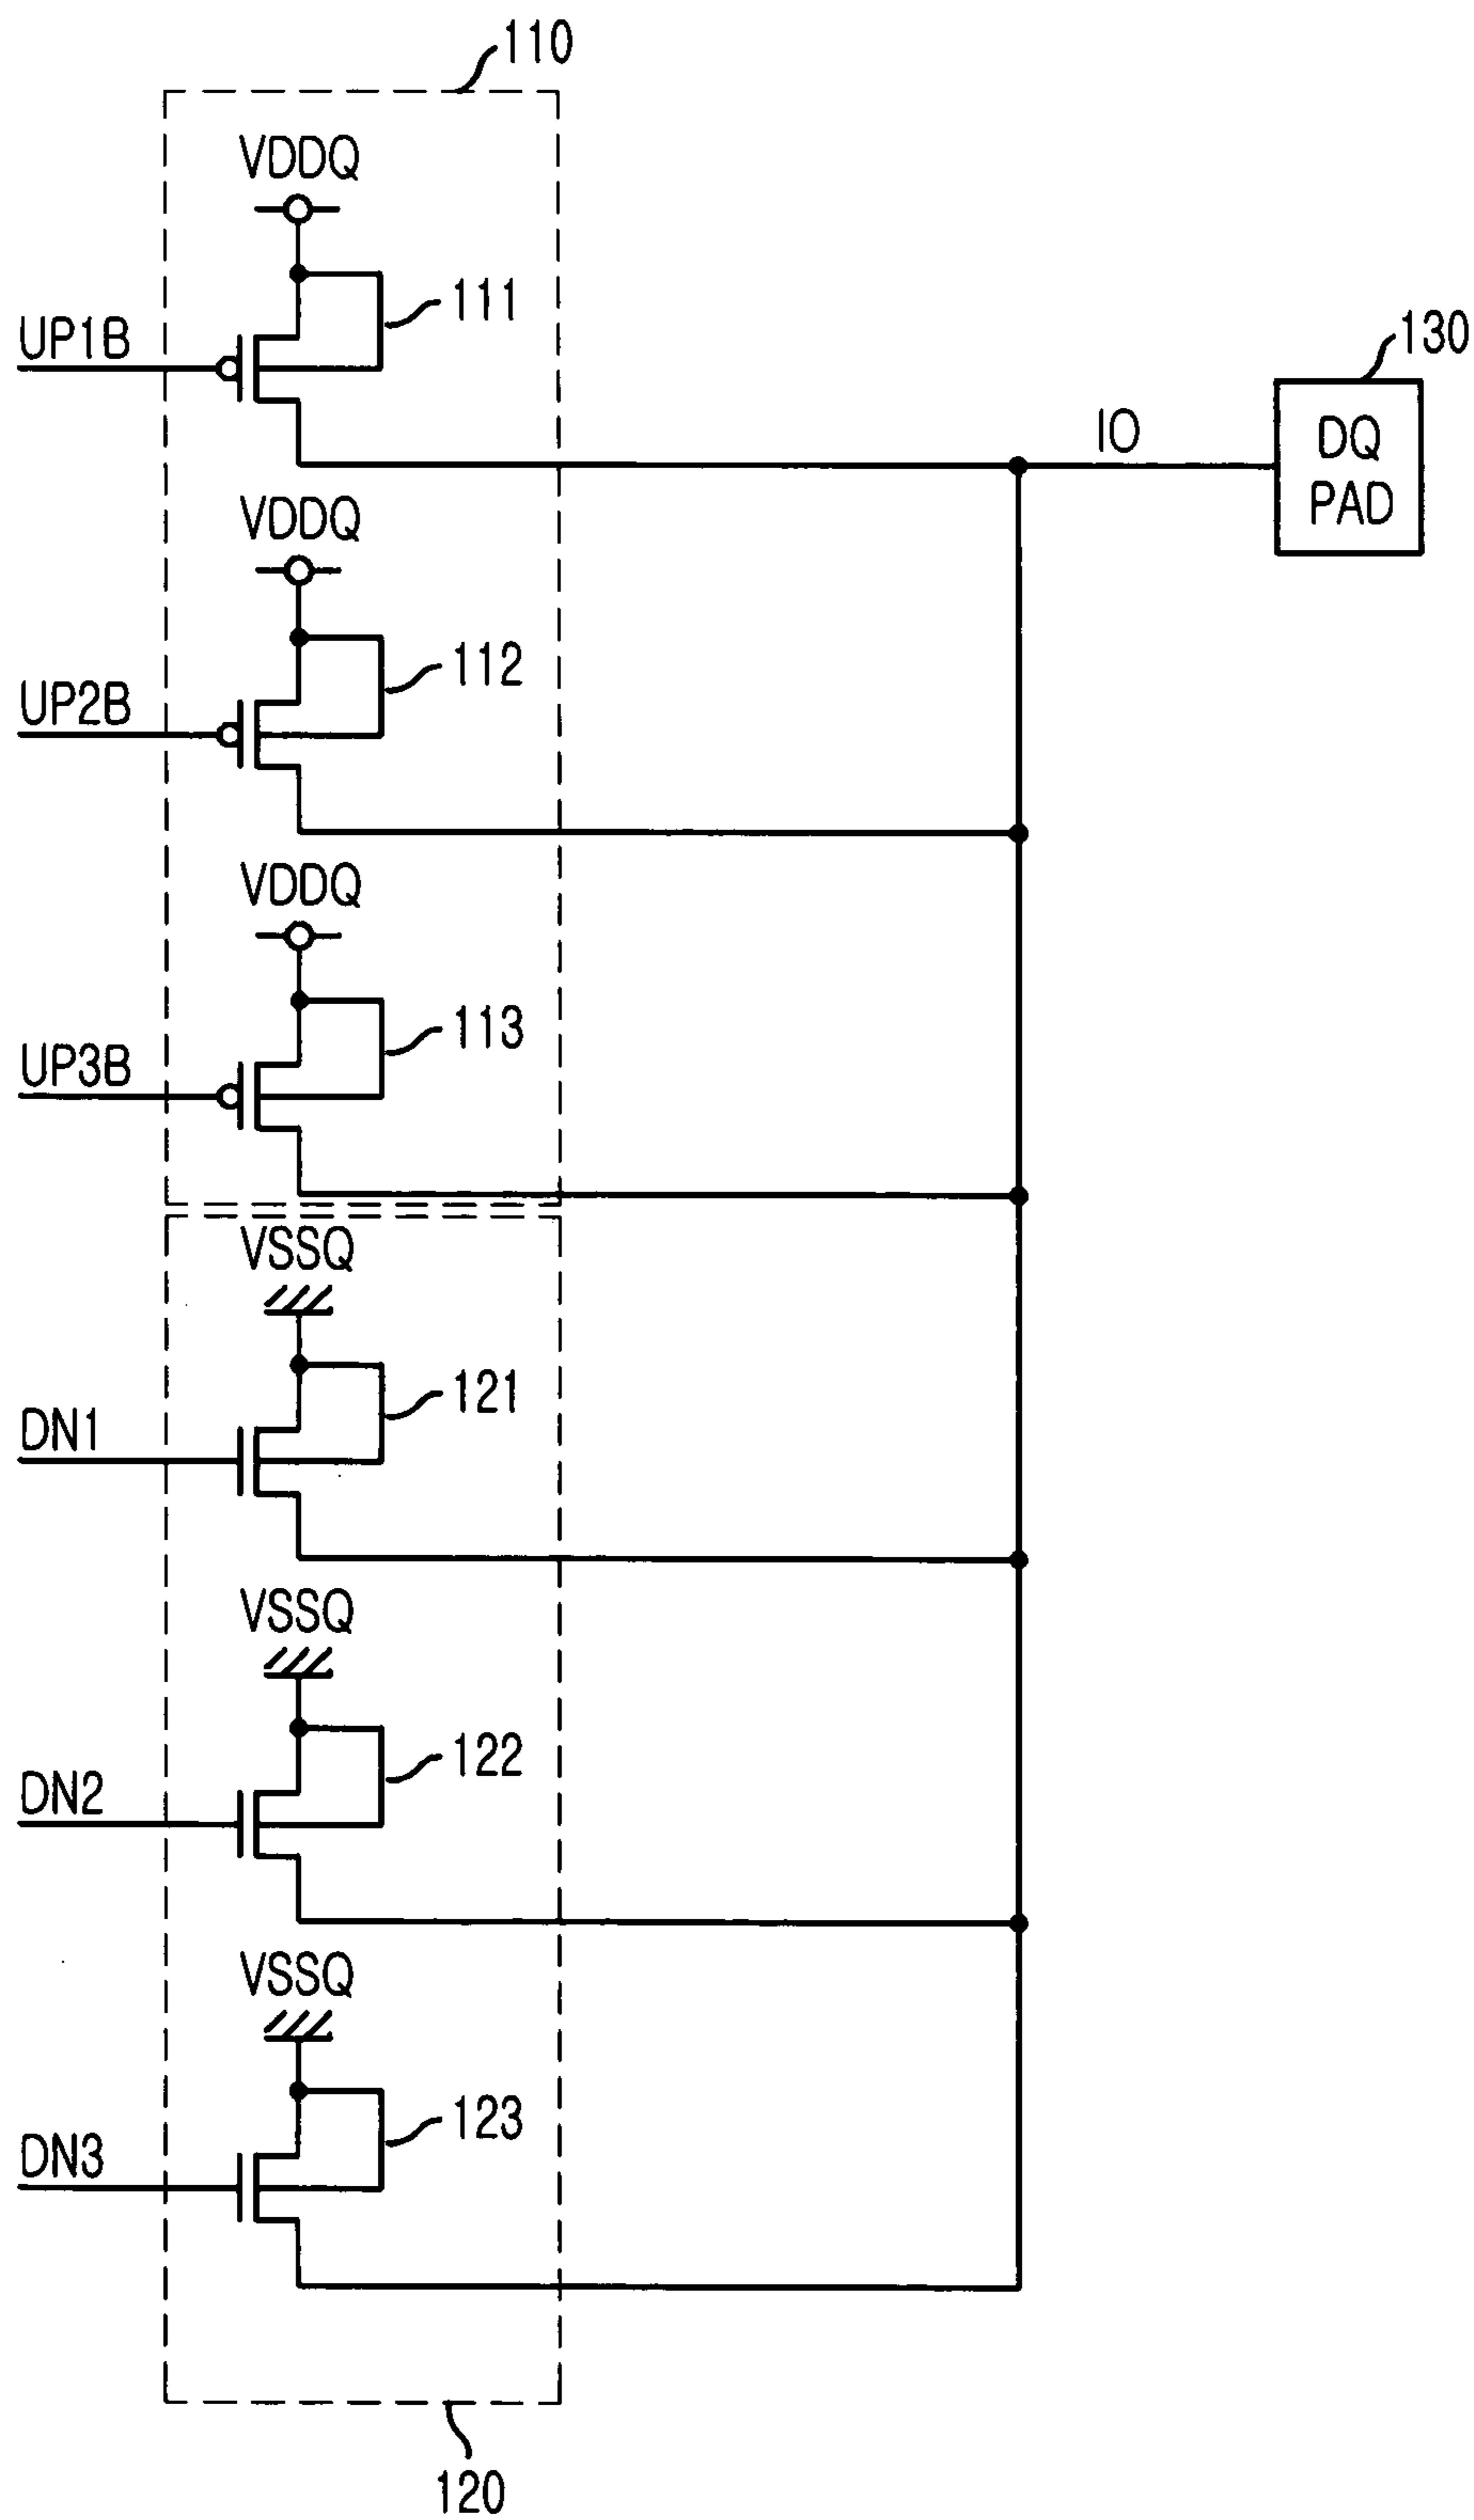 110
VDDQ
111
UP1B
130
IO
DQ
PAD
VDDQ
112
UP2B
VDDQ
113
UP3B
VSSQ
121
DN1
VSSQ
122
DN2
VSSQ
123
DN3
120